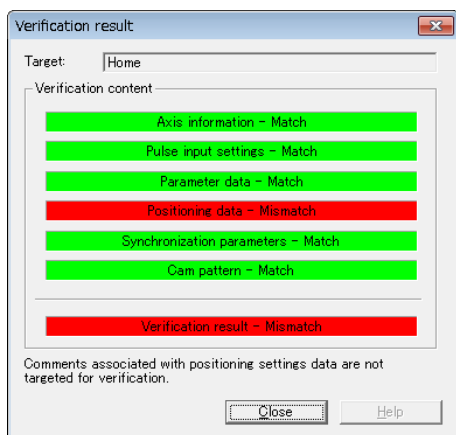 Verification result
Target: Home
Verification content
Axis information - Match
Pulse input settings - Match
Parameter data - Match
Positioning data - Mismatch
Synchronization parameters - Match
Cam pattern - Match
Verification result - Mismatch
Comments associated with positioning settings data are not
targeted for verification.
Close Help